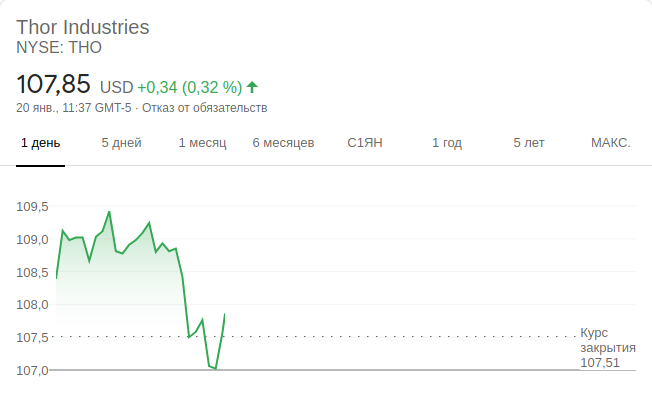 Thor Industries
NYSE: THO
107,85 USD +0,34 (0,32 %)
20 янв., 11:37 GMT-5 · Отказ от обязательств
1 день 5 дней 1 месяц 6 месяцев С1ЯН 1 год 5 лет МАКС.
109,5
109,0
108,5
108,0
107,5
107,0
Курс
закрытия
107,51